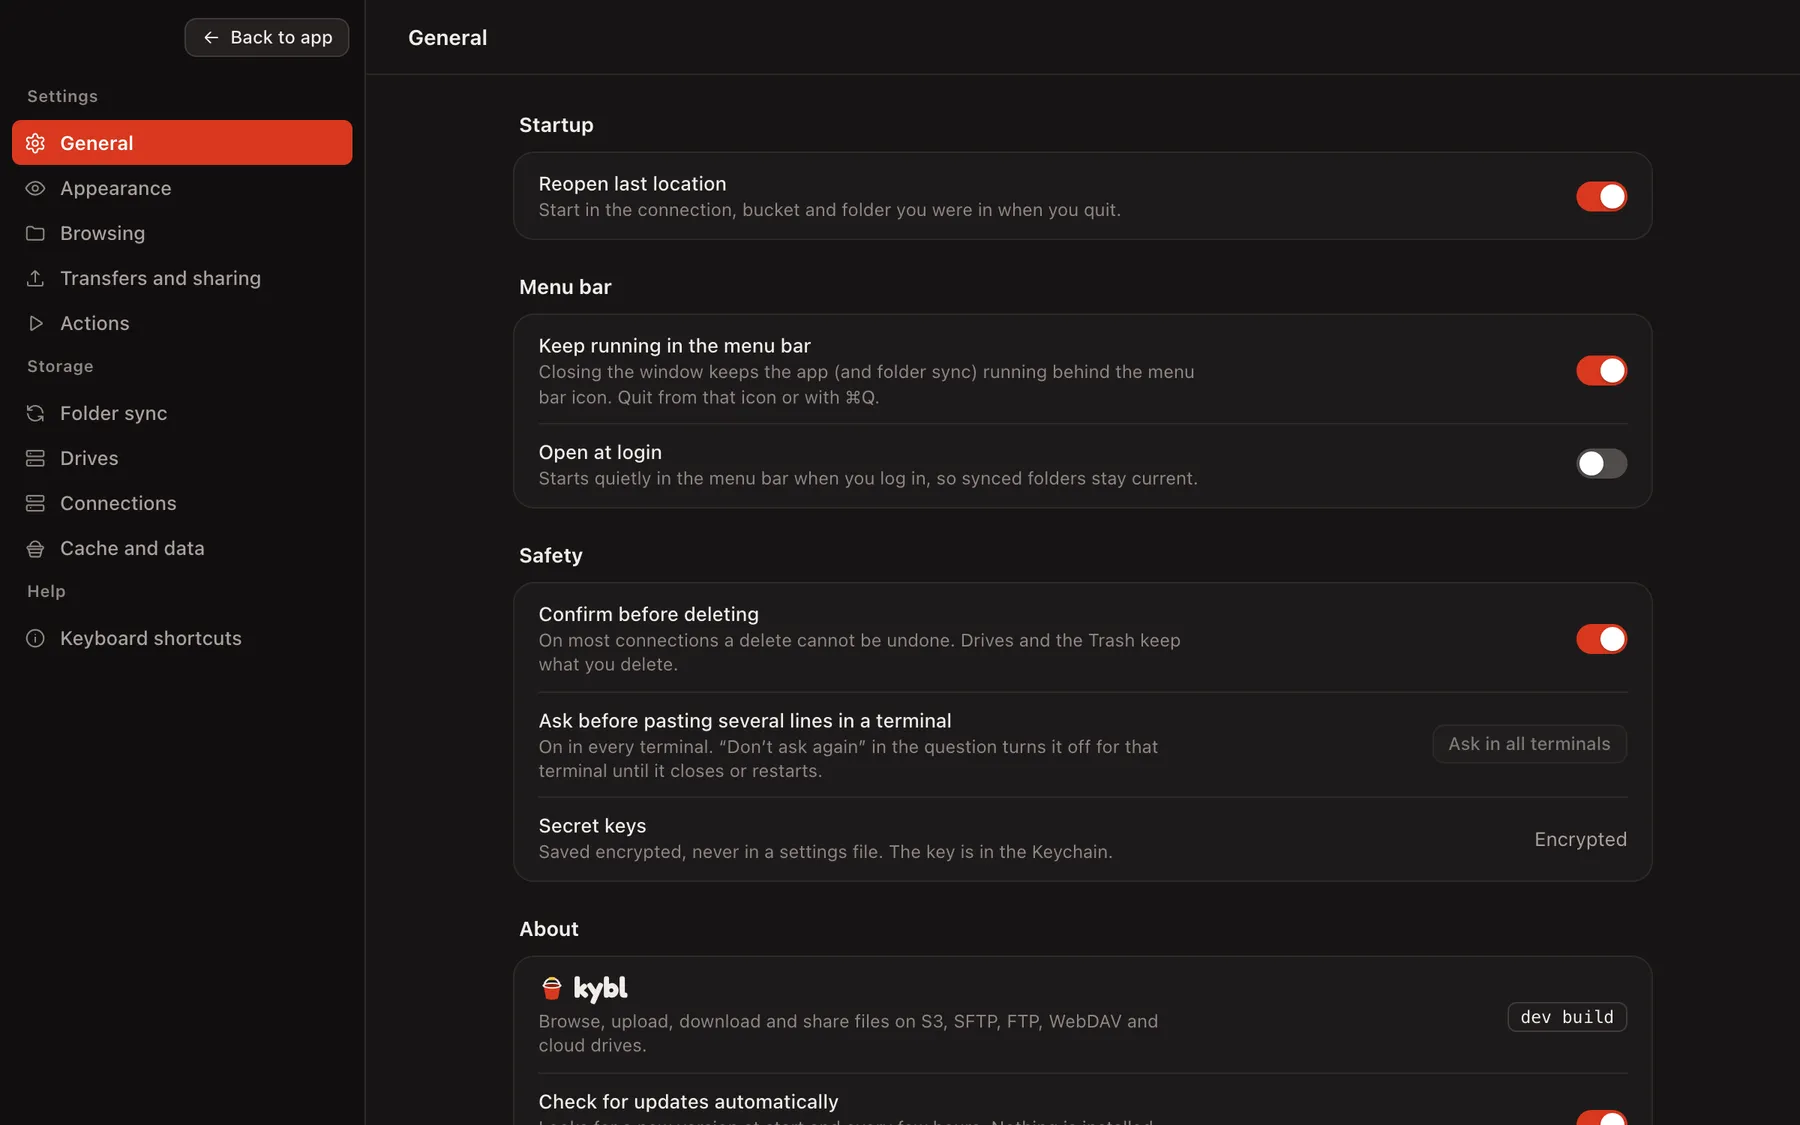 Back to app
General
Settings
General
Appearance
Browsing
Transfers and sharing
Actions
Storage
Folder sync
Drives
Connections
Cache and data
Help
Keyboard shortcuts
Startup
Reopen last location
Start in the connection, bucket and folder you were in when you quit.
Menu bar
Keep running in the menu bar
Closing the window keeps the app (and folder sync) running behind the menu
bar icon. Quit from that icon or with ⌘Q.
Open at login
Starts quietly in the menu bar when you log in, so synced folders stay current.
Safety
Confirm before deleting
On most connections a delete cannot be undone. Drives and the Trash keep
what you delete.
Ask before pasting several lines in a terminal
On in every terminal. “Don’t ask again” in the question turns it off for that
terminal until it closes or restarts.
Ask in all terminals
Secret keys
Saved encrypted, never in a settings file. The key is in the Keychain.
Encrypted
About
kybl
Browse, upload, download and share files on S3, SFTP, FTP, WebDAV and
cloud drives.
dev build
Check for updates automatically